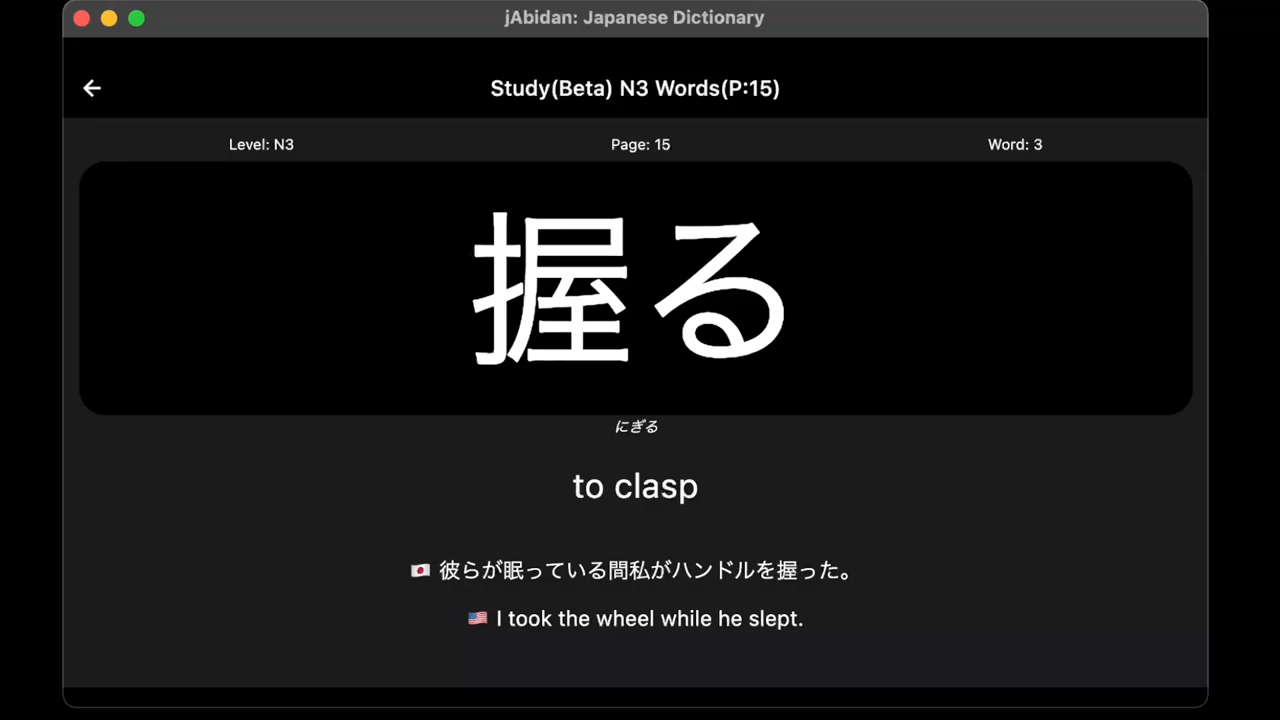 jAbidan: Japanese Dictionary
Study(Beta) N3 Words(P:15)
Level: N3
Page: 15
Word: 3
握る
にぎる
to clasp
🇯🇵 彼らが眠っている間私がハンドルを握った。
🇺🇸 I took the wheel while he slept.